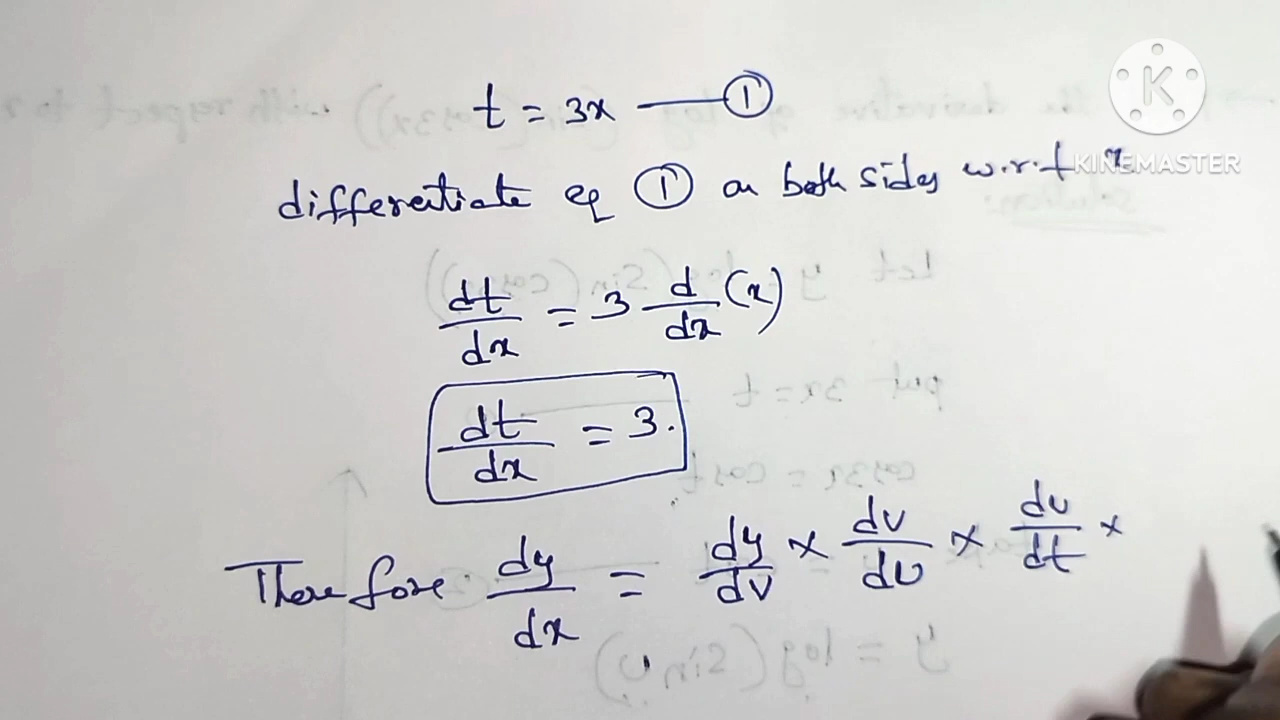 t = 3x —— ①
KINEMASTER
differentiate eq ① on both sides w.r.t x
dt/dx = 3 d/dx (x)
dt/dx = 3.
Therefore dy/dx = dy/dv × dv/du × du/dt ×